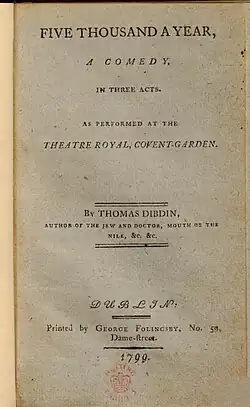 FIVE THOUSAND A YEAR,
A COMEDY,
IN THREE ACTS.
AS PERFORMED AT THE
THEATRE ROYAL, COVENT-GARDEN.
BY THOMAS DIBDIN,
AUTHOR OF THE JEW AND DOCTOR, MOUTH OF THE
NILE, &c. &c.
DUBLIN:
Printed by GEORGE FOLINGSBY, No. 59,
Dame-street.
1799.